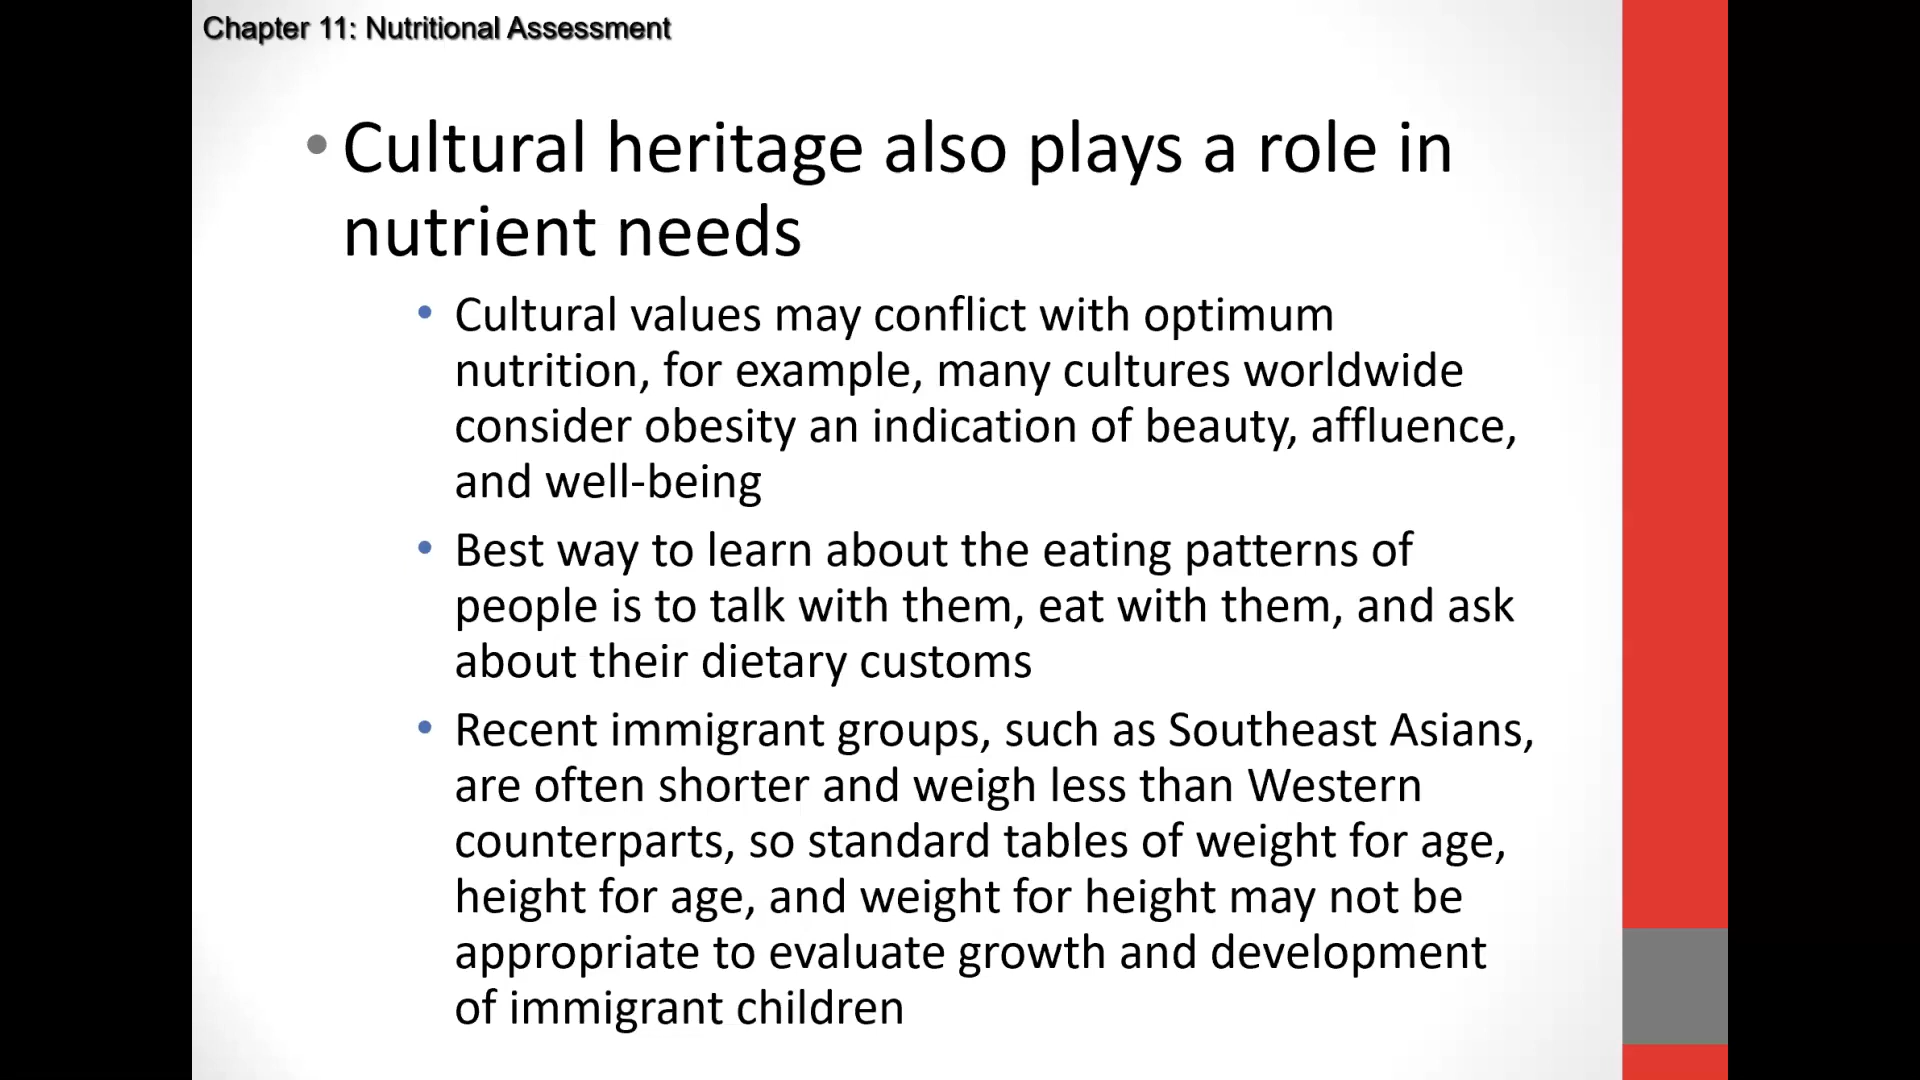 Chapter 11: Nutritional Assessment
• Cultural heritage also plays a role in
nutrient needs
• Cultural values may conflict with optimum
nutrition, for example, many cultures worldwide
consider obesity an indication of beauty, affluence,
and well-being
• Best way to learn about the eating patterns of
people is to talk with them, eat with them, and ask
about their dietary customs
• Recent immigrant groups, such as Southeast Asians,
are often shorter and weigh less than Western
counterparts, so standard tables of weight for age,
height for age, and weight for height may not be
appropriate to evaluate growth and development
of immigrant children